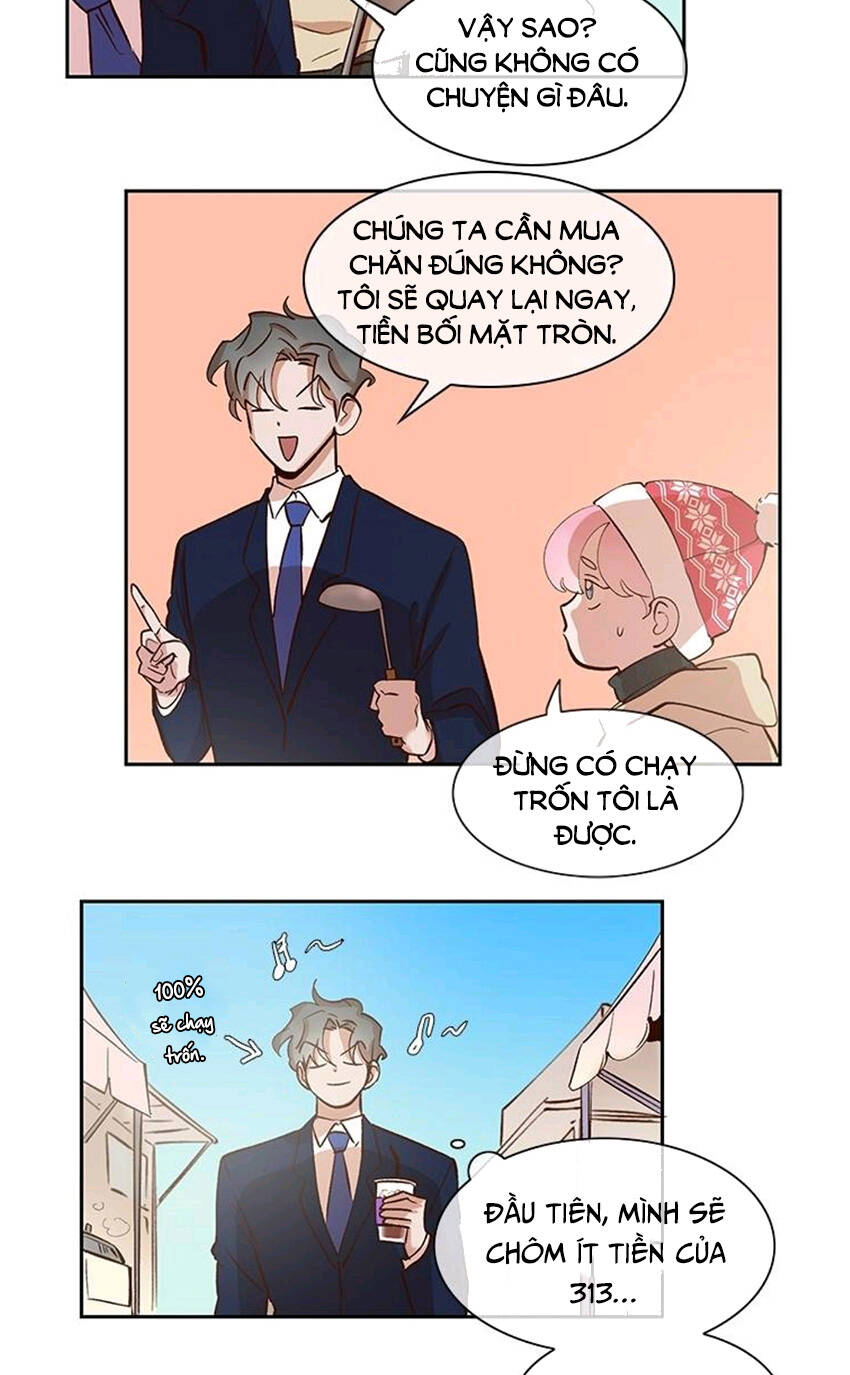 VẬY SAO?
CŨNG KHÔNG CÓ
CHUYỆN GÌ ĐÂU.
CHÚNG TA CẦN MUA
CHĂN ĐÚNG KHÔNG?
TÔI SẼ QUAY LẠI NGAY,
TIỀN BỐI MẶT TRÒN.
ĐỪNG CÓ CHẠY
TRỐN TÔI LÀ
ĐƯỢC.
100%
sẽ chạy
trốn.
ĐẦU TIÊN, MÌNH SẼ
CHÔM ÍT TIỀN CỦA
313...